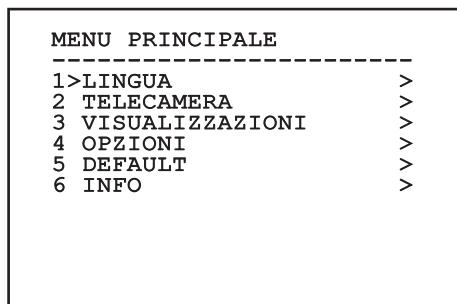 MENU PRINCIPALE
------------------------
1>LINGUA >
2 TELECAMERA >
3 VISUALIZZAZIONI >
4 OPZIONI >
5 DEFAULT >
6 INFO >